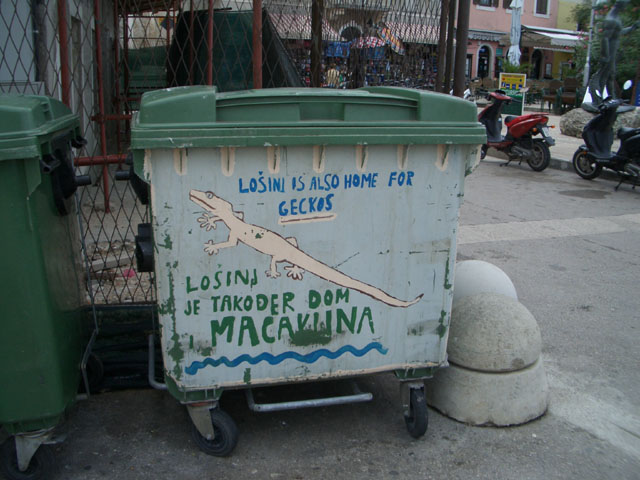 LOŠINJ IS ALSO HOME FOR
GECKOS
LOŠINJ
JE TAKOĐER DOM
MACAKLINA